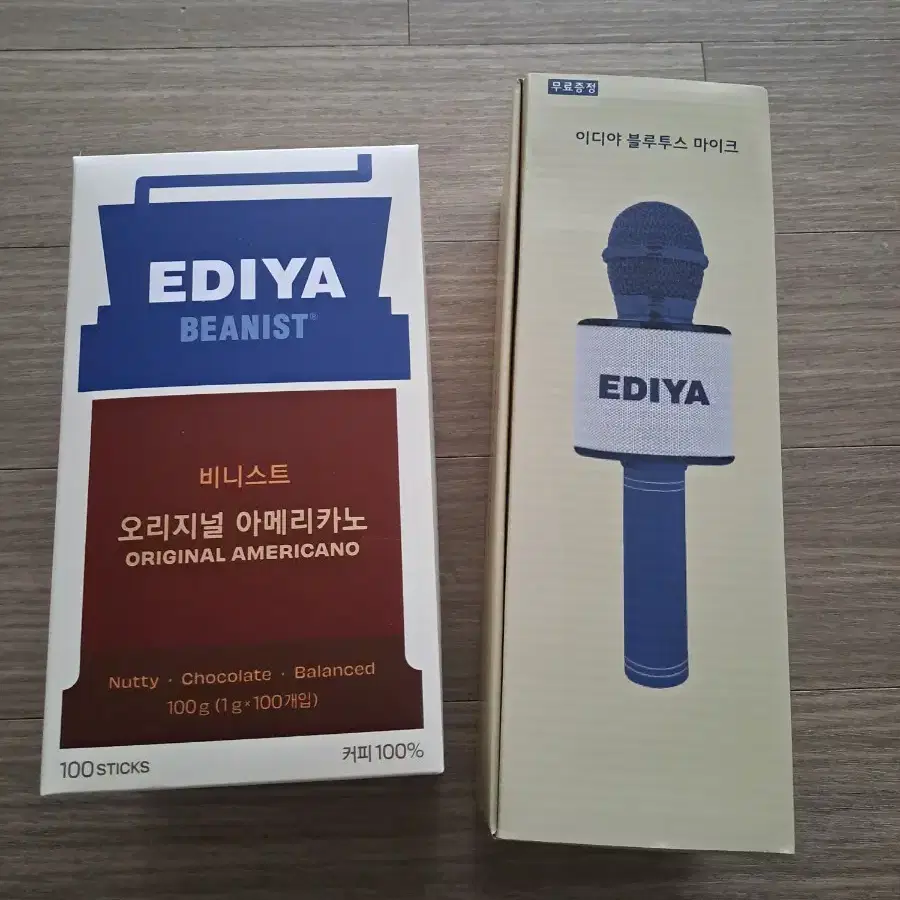 EDIYA
BEANIST®
비니스트
오리지널 아메리카노
ORIGINAL AMERICANO
Nutty · Chocolate · Balanced
100g (1g×100개입)
100 STICKS
커피 100%
무료증정
이디야 블루투스 마이크
EDIYA